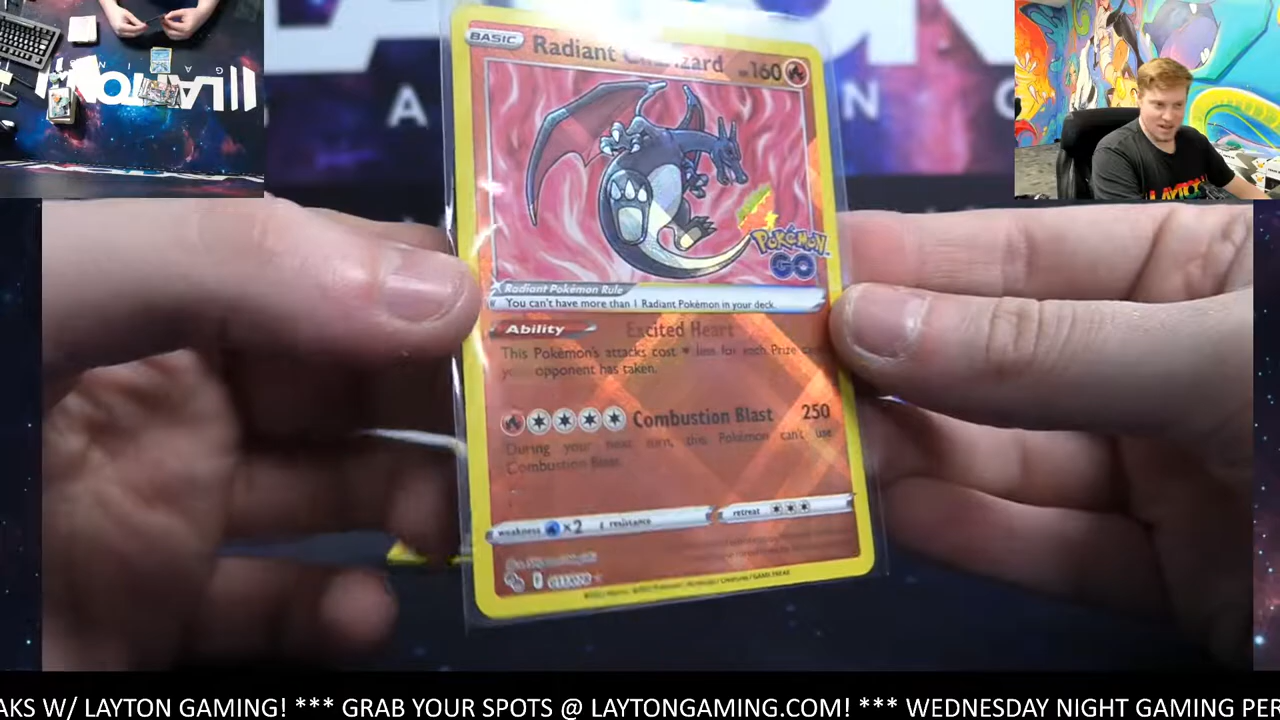 LAYTON
BASIC
Radiant Charizard
HP 160
POKÉMON
GO
Radiant Pokémon Rule
You can't have more than 1 Radiant Pokémon in your deck.
Ability Excited Heart
This Pokémon's attacks cost less for each Prize card
your opponent has taken.
Combustion Blast 250
During your next turn, this Pokémon can't use
Combustion Blast.
weakness ×2 resistance retreat
AKS W/ LAYTON GAMING! *** GRAB YOUR SPOTS @ LAYTONGAMING.COM! *** WEDNESDAY NIGHT GAMING PER